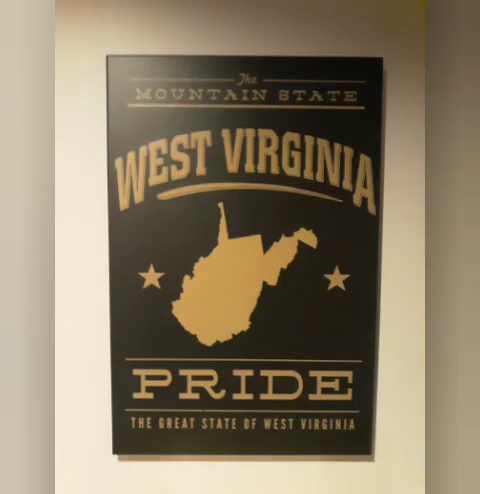 The
MOUNTAIN STATE
WEST VIRGINIA
PRIDE
THE GREAT STATE OF WEST VIRGINIA